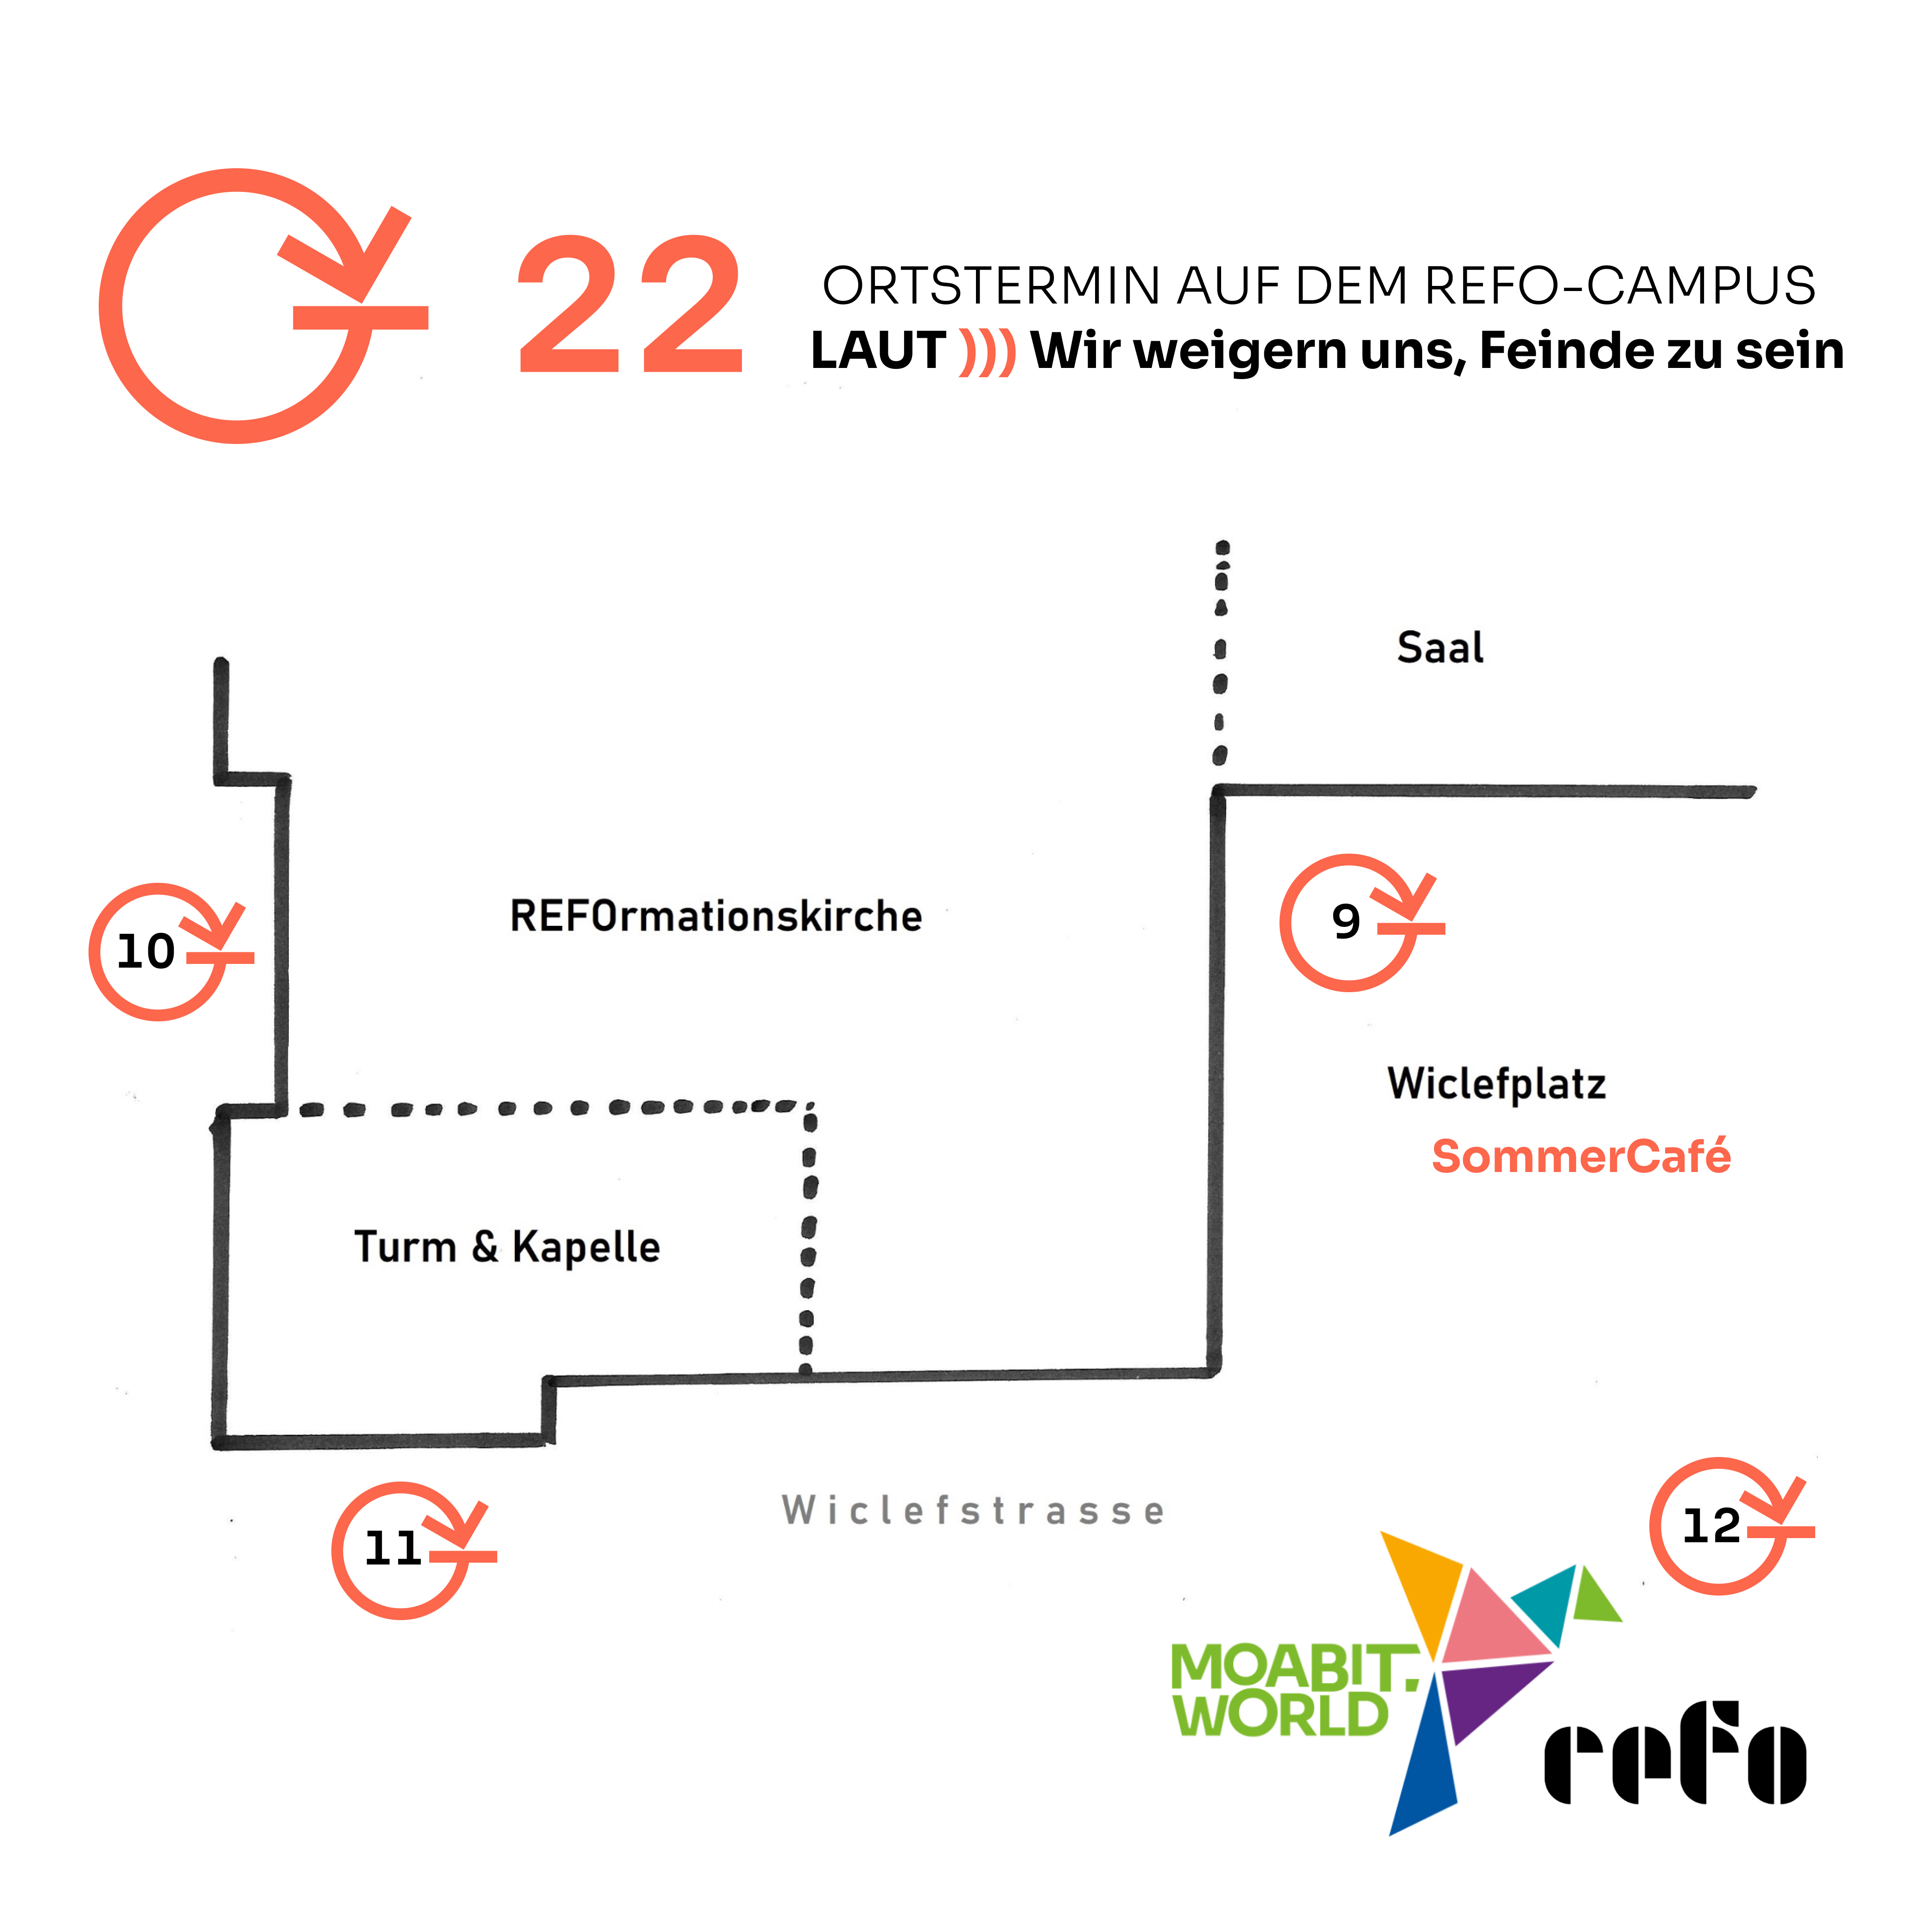 22
ORTSTERMIN AUF DEM REFO-CAMPUS
LAUT ))) Wir weigern uns, Feinde zu sein
Saal
REFOrmationskirche
10
9
Wiclefplatz
SommerCafé
Turm & Kapelle
Wiclefstrasse
11
12
MOABIT.
WORLD
refo